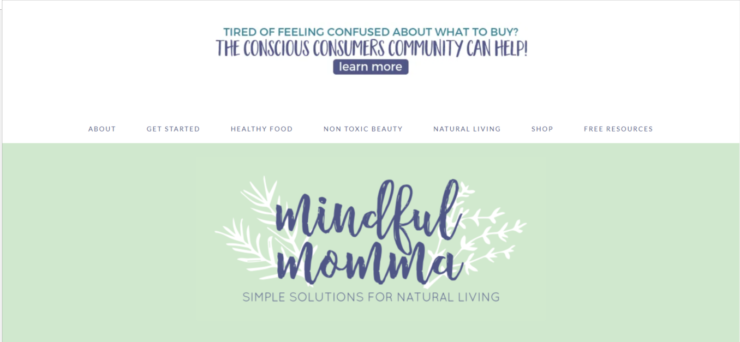 TIRED OF FEELING CONFUSED ABOUT WHAT TO BUY?
THE CONSCIOUS CONSUMERS COMMUNITY CAN HELP!
learn more
ABOUT GET STARTED HEALTHY FOOD NON TOXIC BEAUTY NATURAL LIVING SHOP FREE RESOURCES
mindful
momma
SIMPLE SOLUTIONS FOR NATURAL LIVING